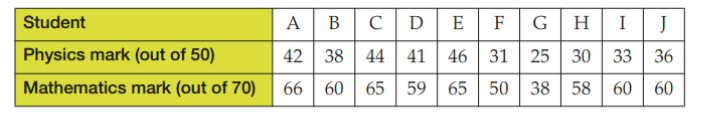 Student A B C D E F G H I J
Physics mark (out of 50) 42 38 44 41 46 31 25 30 33 36
Mathematics mark (out of 70) 66 60 65 59 65 50 38 58 60 60